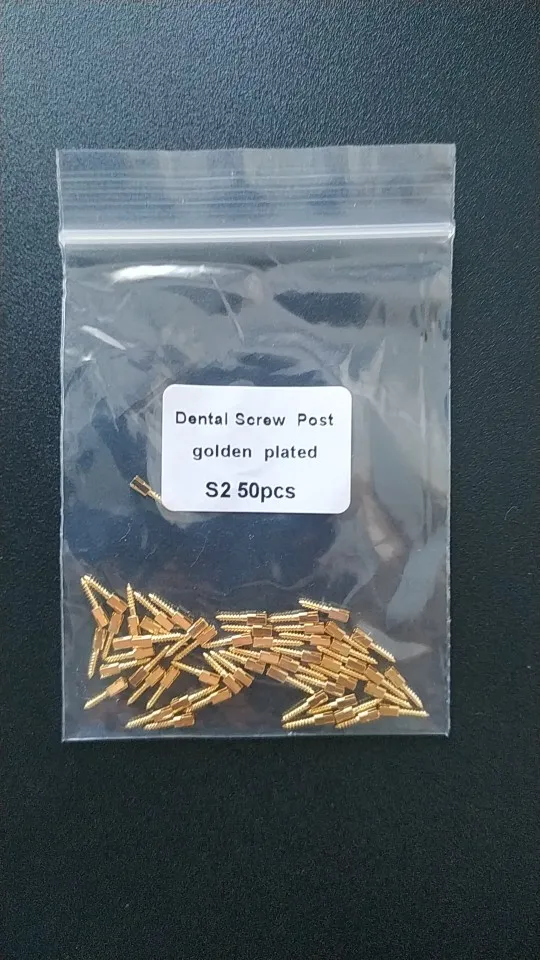 Dental Screw Post
golden plated
S2 50pcs